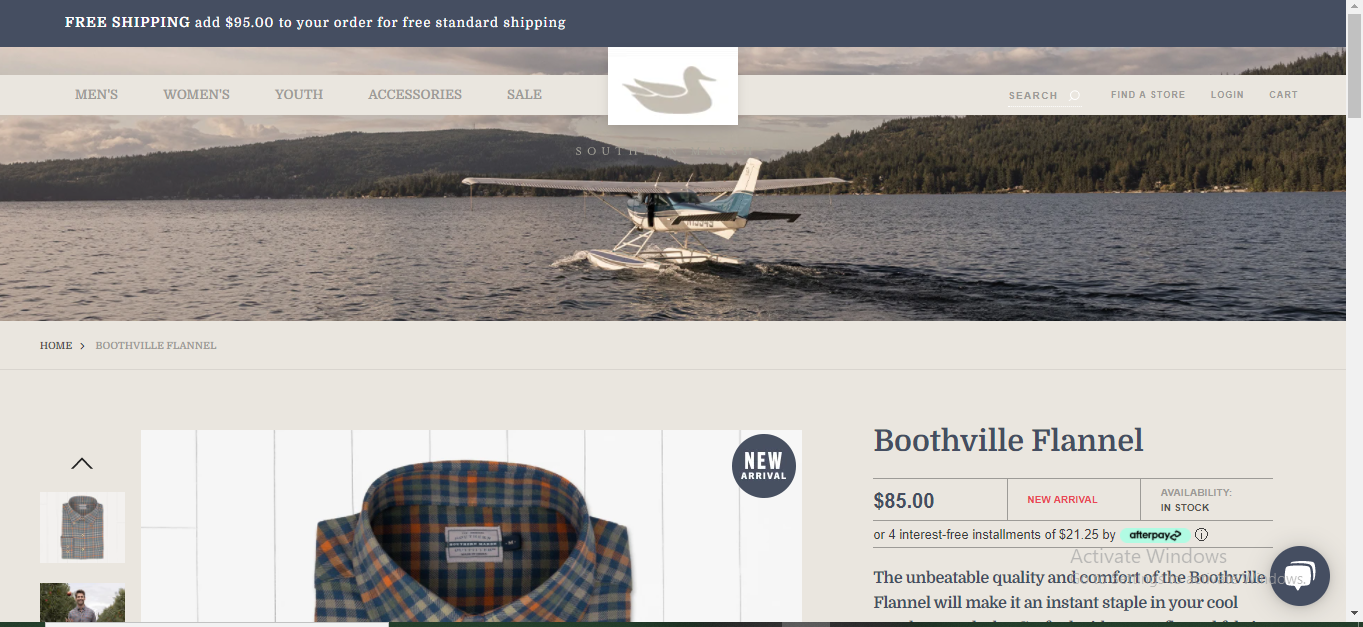 FREE SHIPPING add $95.00 to your order for free standard shipping
MEN'S WOMEN'S YOUTH ACCESSORIES SALE
SEARCH FIND A STORE LOGIN CART
HOME > BOOTHVILLE FLANNEL
NEW
ARRIVAL
Boothville Flannel
$85.00
NEW ARRIVAL
AVAILABILITY:
IN STOCK
or 4 interest-free installments of $21.25 by afterpay
Activate Windows
The unbeatable quality and comfort of the Boothville
Flannel will make it an instant staple in your cool